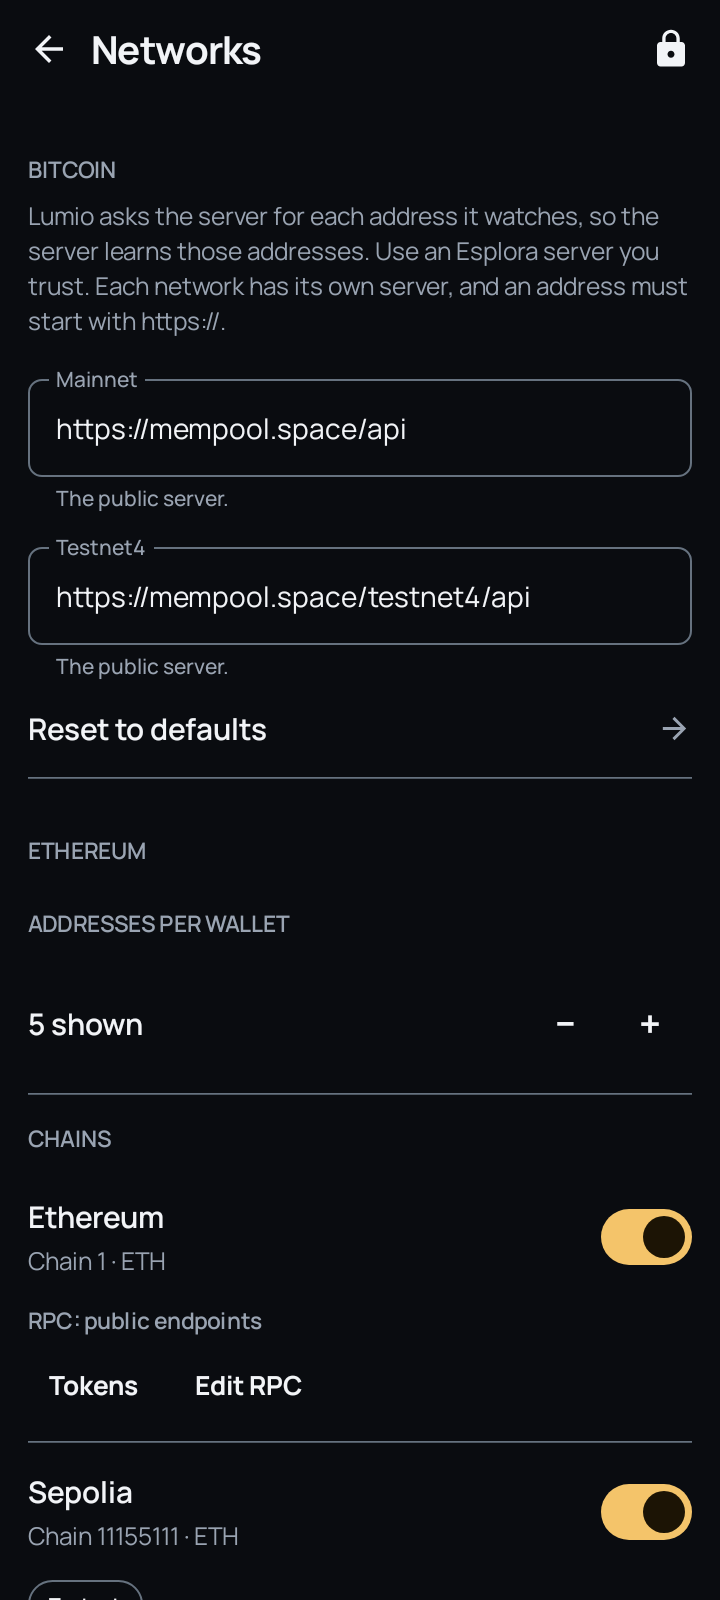 Networks
BITCOIN
Lumio asks the server for each address it watches, so the
server learns those addresses. Use an Esplora server you
trust. Each network has its own server, and an address must
start with https://.
Mainnet
https://mempool.space/api
The public server.
Testnet4
https://mempool.space/testnet4/api
The public server.
Reset to defaults
ETHEREUM
ADDRESSES PER WALLET
5 shown
− +
CHAINS
Ethereum
Chain 1 · ETH
RPC: public endpoints
Tokens Edit RPC
Sepolia
Chain 11155111 · ETH